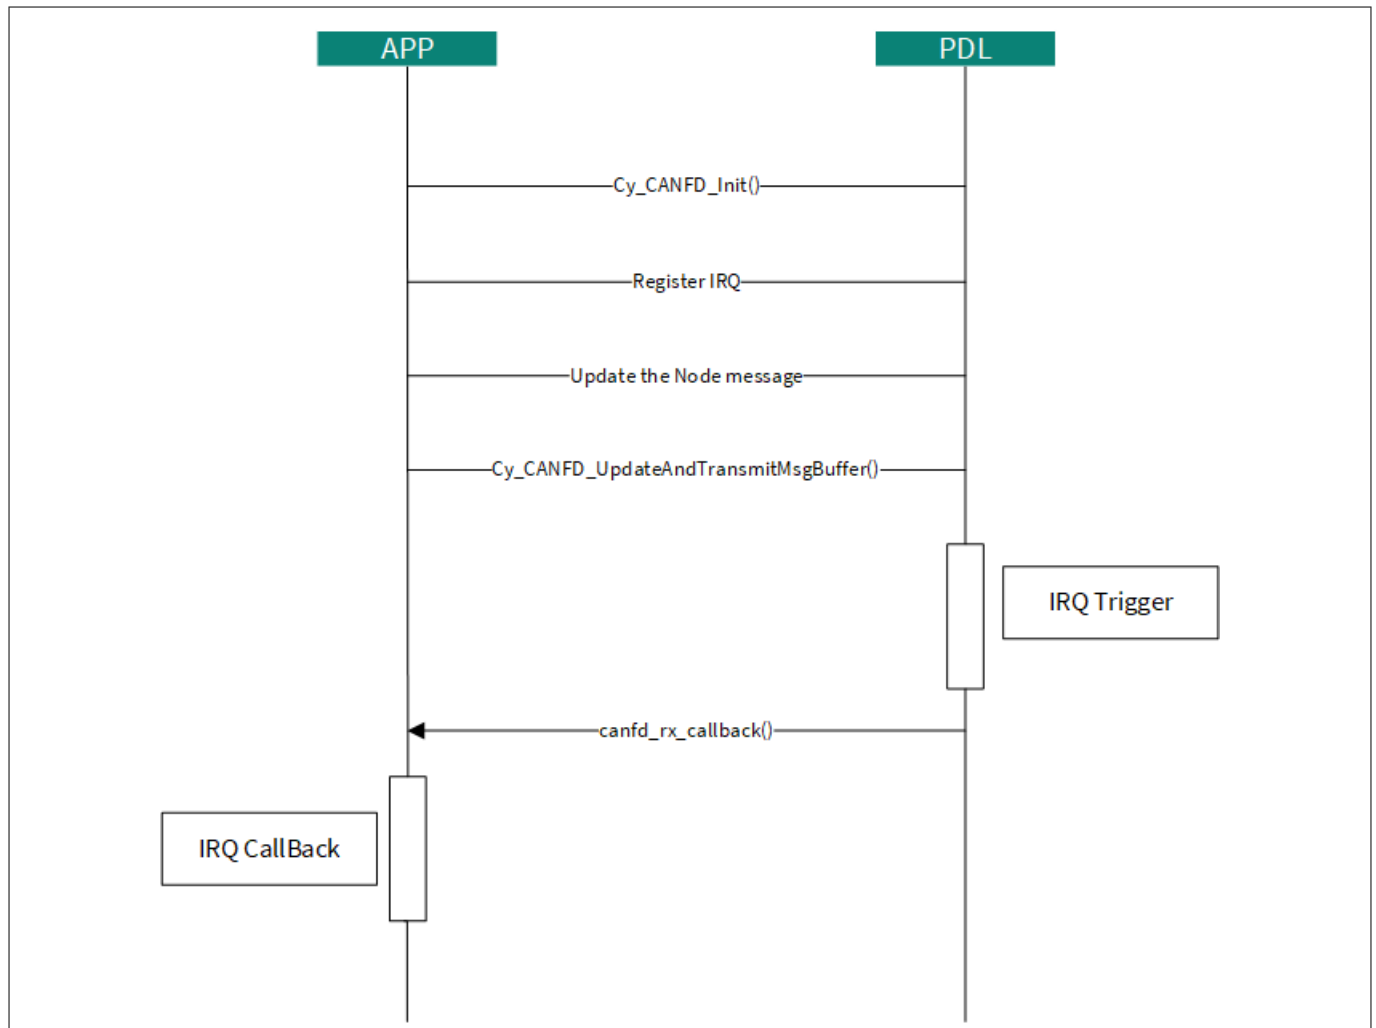 APP
PDL
Cy_CANFD_Init()
Register IRQ
Update the Node message
Cy_CANFD_UpdateAndTransmitMsgBuffer()
IRQ Trigger
canfd_rx_callback()
IRQ CallBack